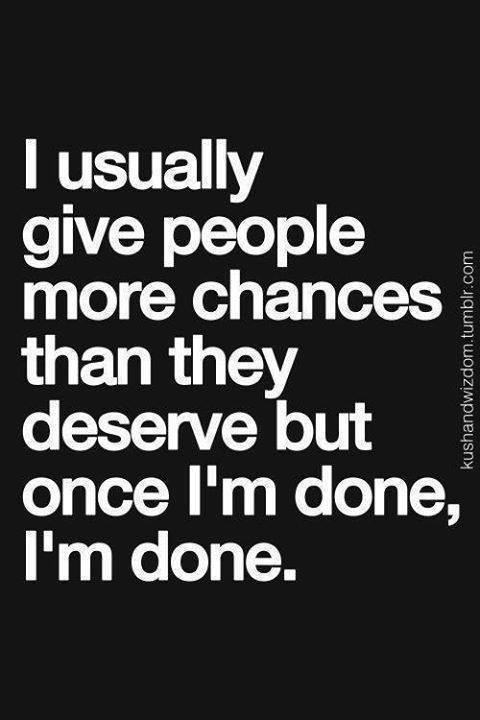 I usually
give people
more chances
than they
deserve but
once I'm done,
I'm done.
kushandwizdom.tumblr.com